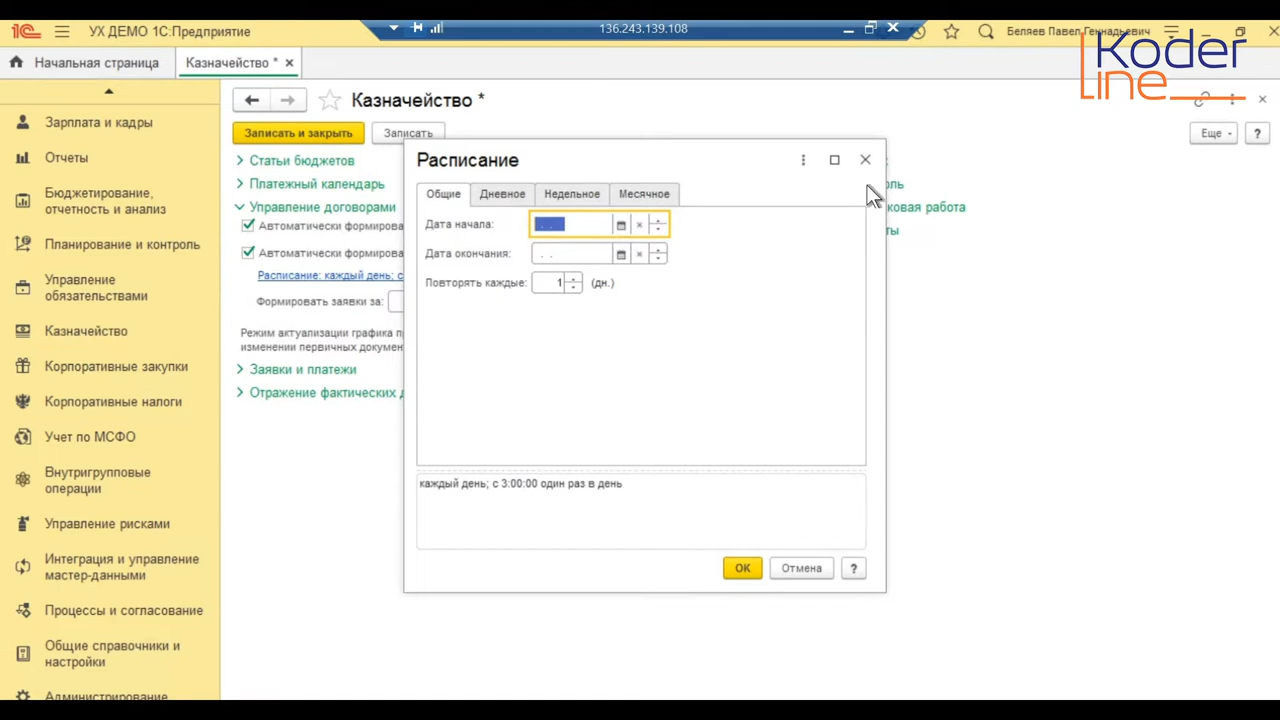 УХ ДЕМО 1С:Предприятие
136.243.139.108
Беляев Павел Геннадьевич
Koder
line
Начальная страница
Казначейство *
Казначейство *
Записать и закрыть
Записать
Еще
?
Зарплата и кадры
Отчеты
Бюджетирование,
отчетность и анализ
Планирование и контроль
Управление
обязательствами
Казначейство
Корпоративные закупки
Корпоративные налоги
Учет по МСФО
Внутригрупповые
операции
Управление рисками
Интеграция и управление
мастер-данными
Процессы и согласование
Общие справочники и
настройки
Администрирование
Статьи бюджетов
Платежный календарь
Управление договорами
Автоматически формирова
Автоматически формирова
Расписание: каждый день; с
Формировать заявки за:
Режим актуализации графика п
изменении первичных докумен
Заявки и платежи
Отражение фактических д
оль
ковая работа
ты
Расписание
Общие
Дневное
Недельное
Месячное
Дата начала:
Дата окончания:
Повторять каждые:
1
(дн.)
каждый день; с 3:00:00 один раз в день
ОК
Отмена
?